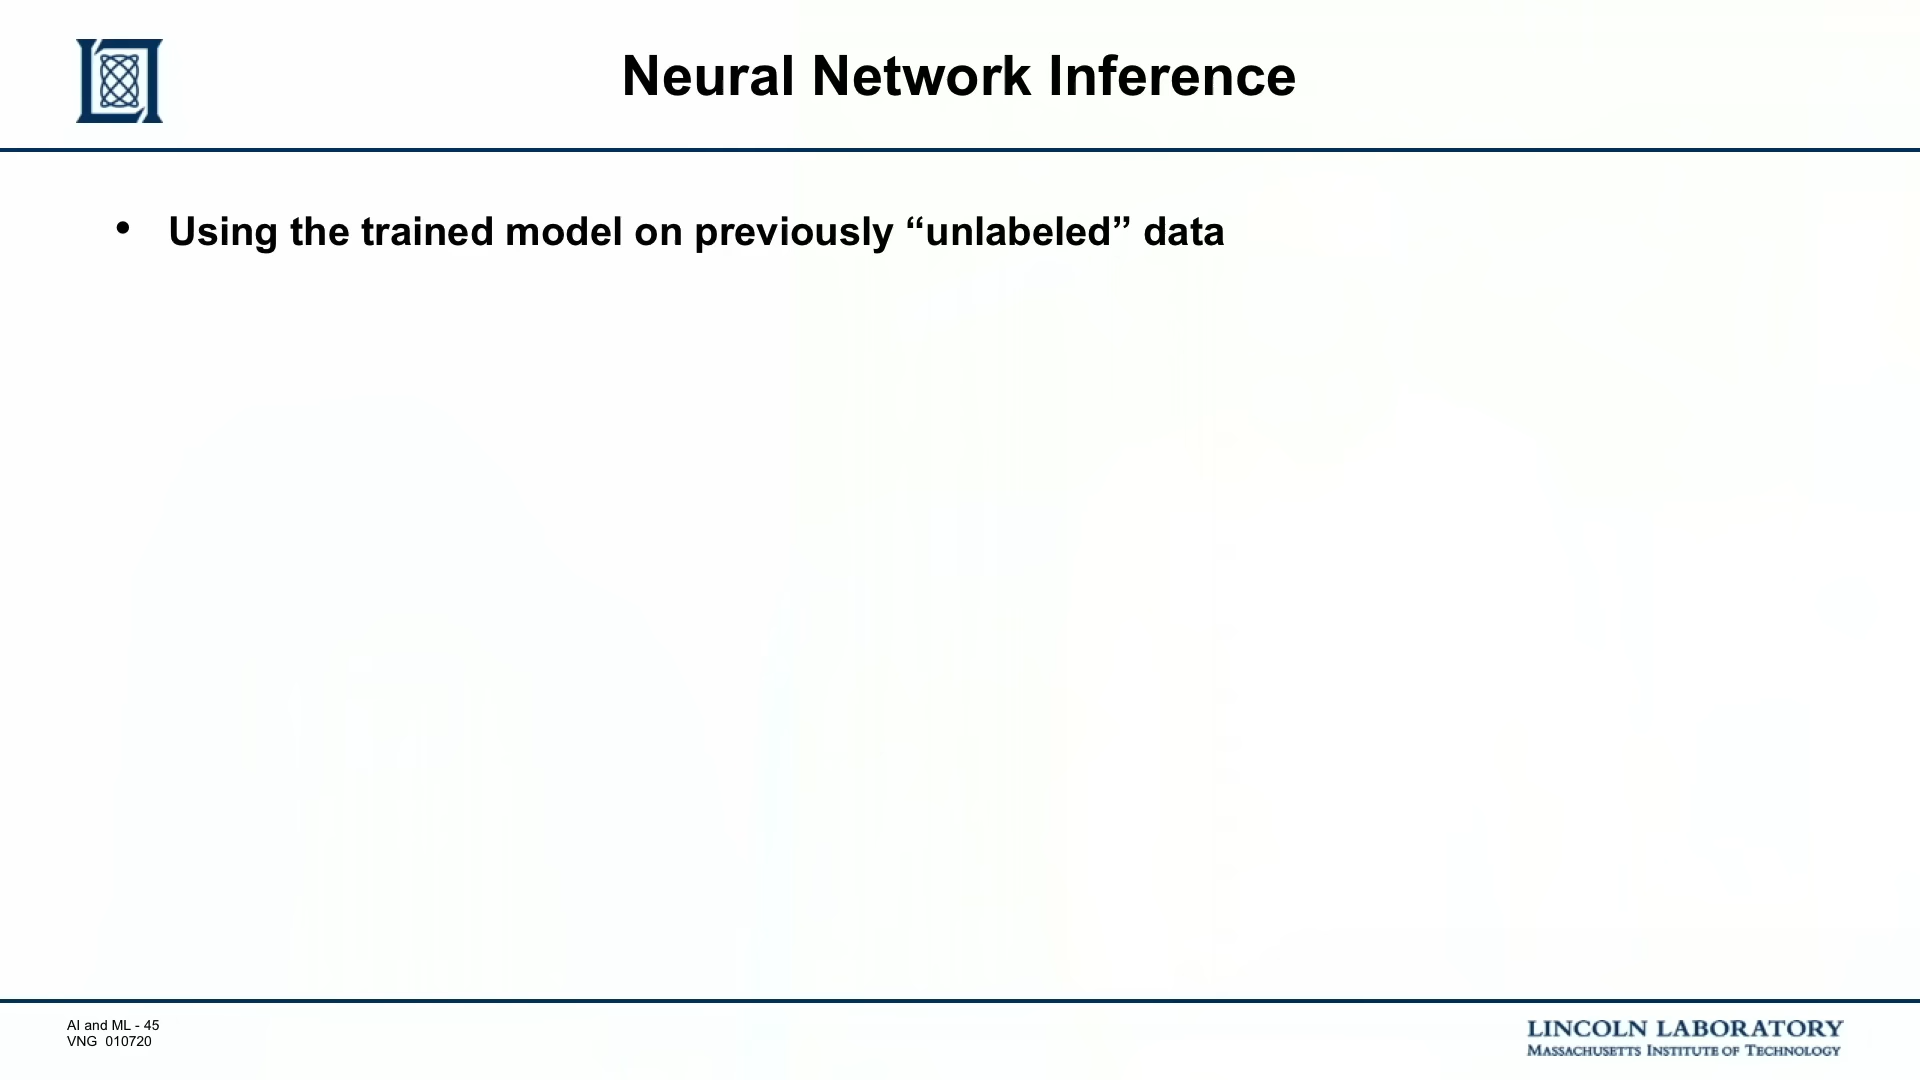 Neural Network Inference
• Using the trained model on previously “unlabeled” data
AI and ML - 45
VNG 010720
LINCOLN LABORATORY
MASSACHUSETTS INSTITUTE OF TECHNOLOGY